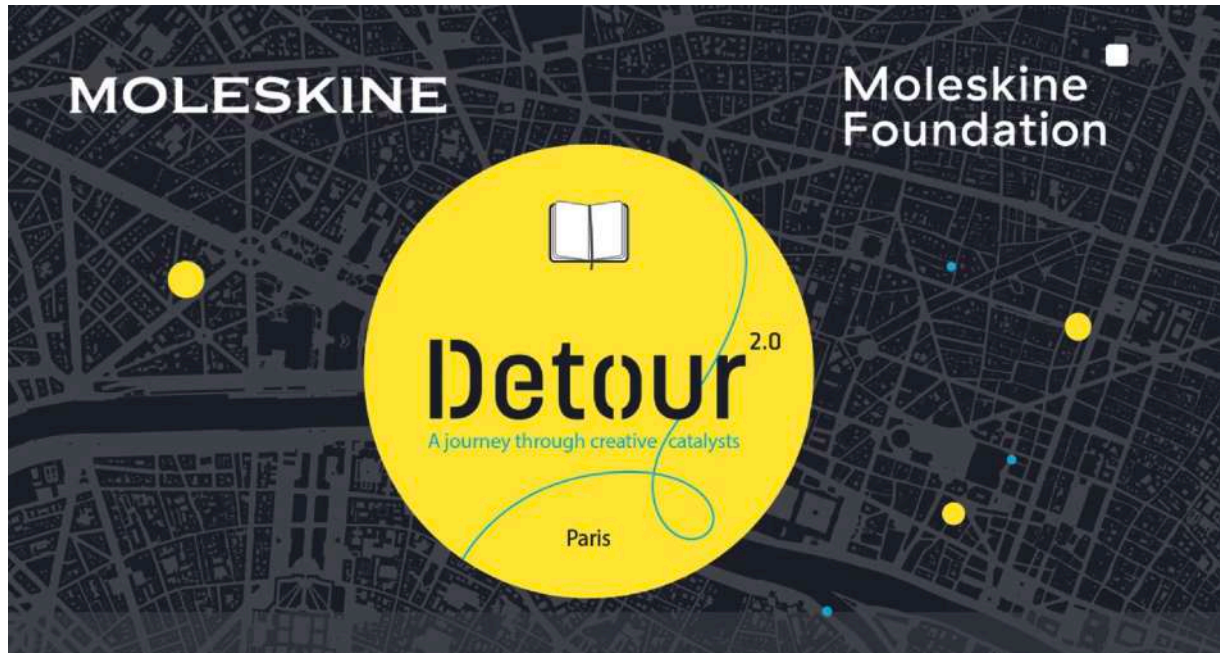 MOLESKINE
Moleskine
Foundation
Detour 2.0
A journey through creative catalysts
Paris